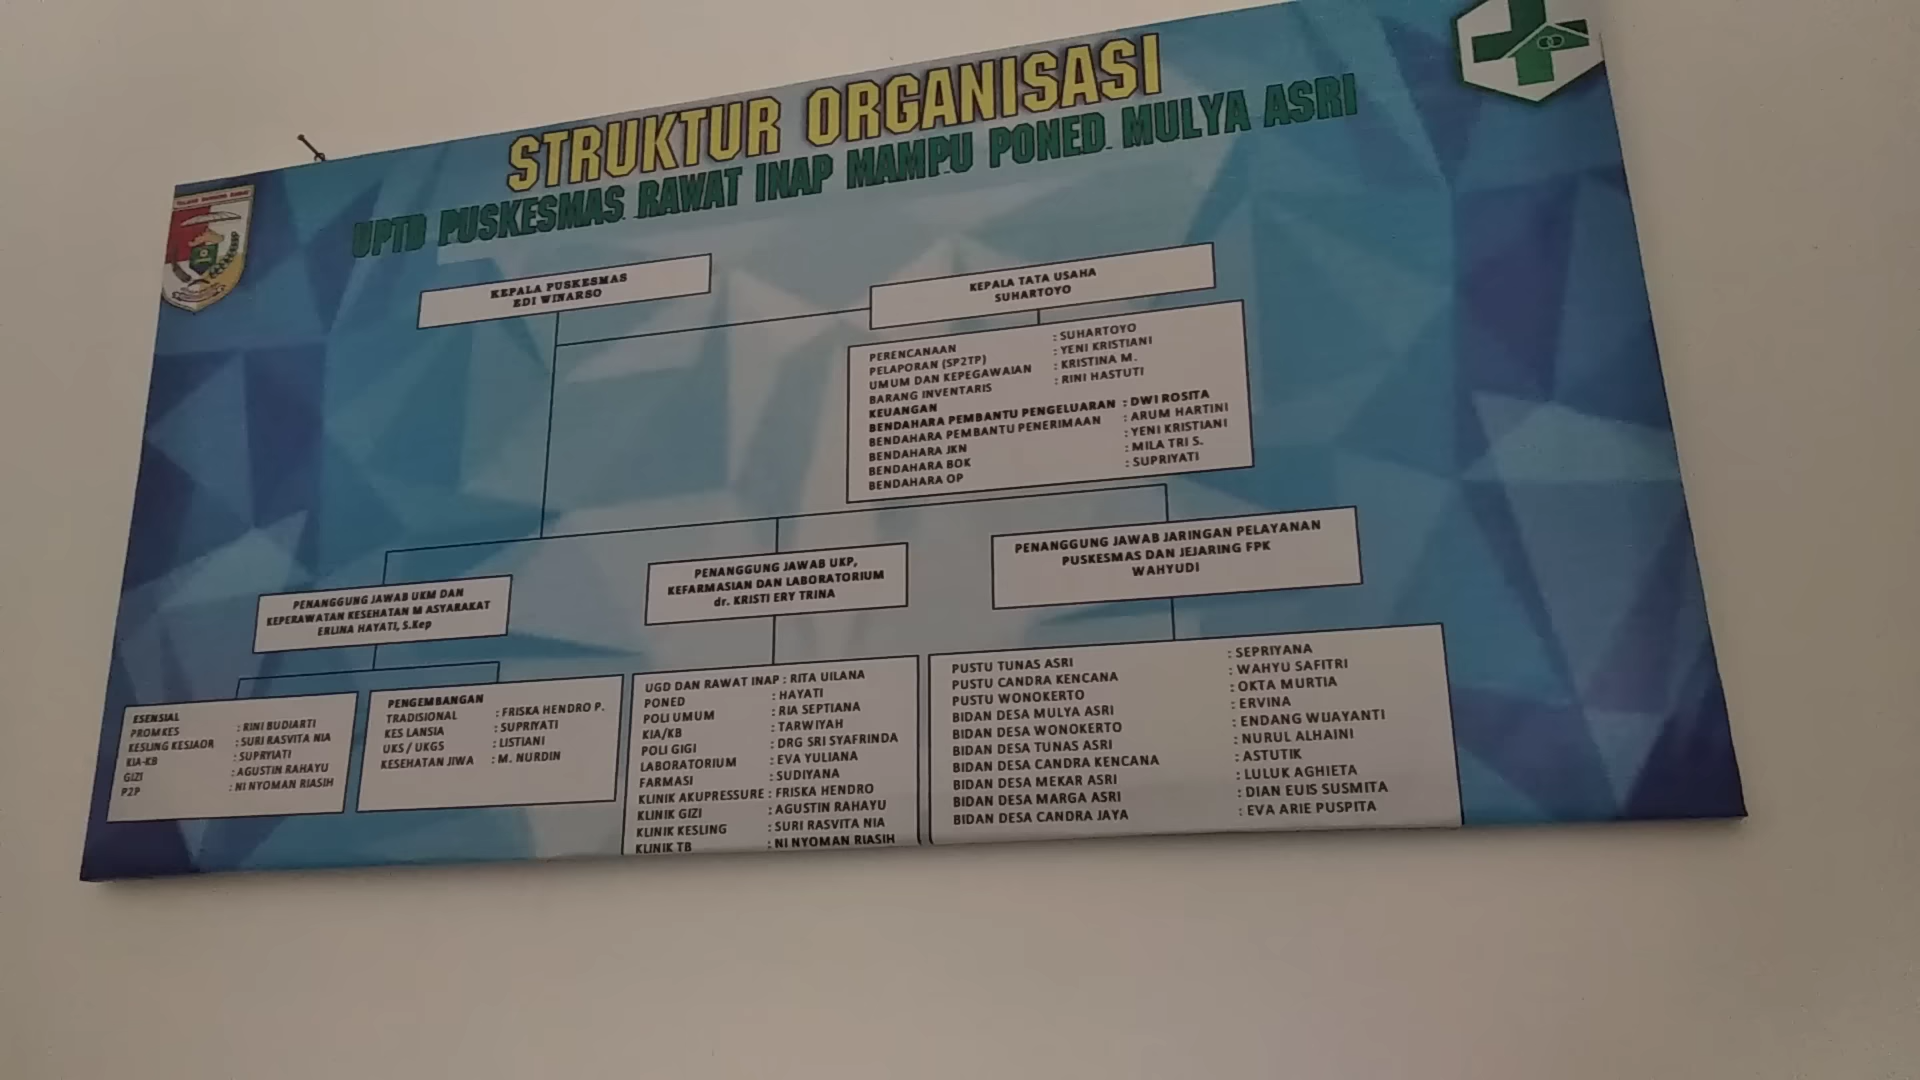 STRUKTUR ORGANISASI
UPTD PUSKESMAS RAWAT INAP MAMPU PONED MULYA ASRI
KEPALA PUSKESMAS
EDI WINARSO
KEPALA TATA USAHA
SUHARTOYO
PERENCANAAN : SUHARTOYO
PELAPORAN (SP2TP) : YENI KRISTIANI
UMUM DAN KEPEGAWAIAN : KRISTINA M.
BARANG INVENTARIS : RINI HASTUTI
KEUANGAN
BENDAHARA PEMBANTU PENGELUARAN : DWI ROSITA
BENDAHARA PEMBANTU PENERIMAAN : ARUM HARTINI
BENDAHARA JKN : YENI KRISTIANI
BENDAHARA BOK : MILA TRI S.
BENDAHARA OP : SUPRIYATI
PENANGGUNG JAWAB UKM DAN
KEPERAWATAN KESEHATAN M ASYARAKAT
ERLINA HAYATI, S.Kep
PENANGGUNG JAWAB UKP,
KEFARMASIAN DAN LABORATORIUM
dr. KRISTI ERY TRINA
PENANGGUNG JAWAB JARINGAN PELAYANAN
PUSKESMAS DAN JEJARING FPK
WAHYUDI
ESENSIAL
PROMKES : RINI BUDIARTI
KESLING KESJAOR : SURI RASVITA NIA
KIA-KB : SUPRYIATI
GIZI : AGUSTIN RAHAYU
P2P : NI NYOMAN RIASIH
PENGEMBANGAN
TRADISIONAL : FRISKA HENDRO P.
KES LANSIA : SUPRIYATI
UKS / UKGS : LISTIANI
KESEHATAN JIWA : M. NURDIN
UGD DAN RAWAT INAP : RITA UILANA
PONED : HAYATI
POLI UMUM : RIA SEPTIANA
KIA/KB : TARWIYAH
POLI GIGI : DRG SRI SYAFRINDA
LABORATORIUM : EVA YULIANA
FARMASI : SUDIYANA
KLINIK AKUPRESSURE : FRISKA HENDRO
KLINIK GIZI : AGUSTIN RAHAYU
KLINIK KESLING : SURI RASVITA NIA
KLINIK TB : NI NYOMAN RIASIH
PUSTU TUNAS ASRI : SEPRIYANA
PUSTU CANDRA KENCANA : WAHYU SAFITRI
PUSTU WONOKERTO : OKTA MURTIA
BIDAN DESA MULYA ASRI : ERVINA
BIDAN DESA WONOKERTO : ENDANG WIJAYANTI
BIDAN DESA TUNAS ASRI : NURUL ALHAINI
BIDAN DESA CANDRA KENCANA : ASTUTIK
BIDAN DESA MEKAR ASRI : LULUK AGHIETA
BIDAN DESA MARGA ASRI : DIAN EUIS SUSMITA
BIDAN DESA CANDRA JAYA : EVA ARIE PUSPITA